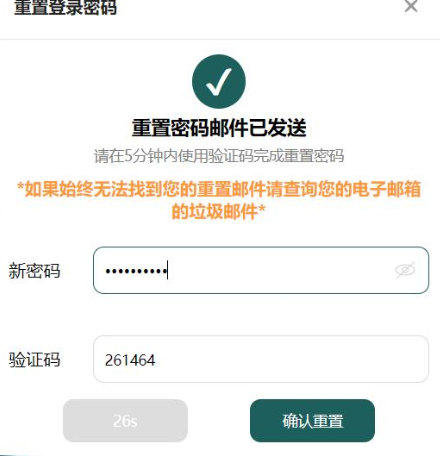 重置登录密码
重置密码邮件已发送
请在5分钟内使用验证码完成重置密码
*如果始终无法找到您的重置邮件请查询您的电子邮箱
的垃圾邮件*
新密码 ••••••••••
验证码 261464
26s 确认重置